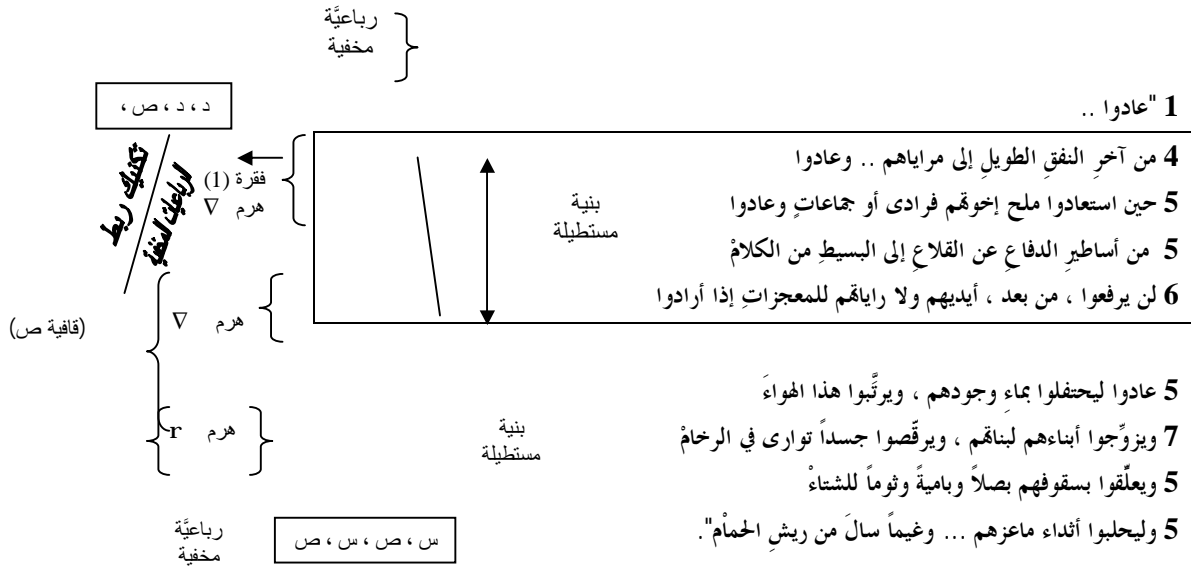 رباعيَّة
مخفية
د ، د ، ص ،
1 "عادوا ..
4 من آخرِ النفقِ الطويلِ إلى مراياهم .. وعادوا
5 حين استعادوا ملح إخوتهم فرادى أو جماعاتٍ وعادوا
5 من أساطيرِ الدفاعِ عن القلاعِ إلى البسيطِ من الكلامْ
6 لن يرفعوا ، من بعد ، أيديهم ولا راياتهم للمعجزاتِ إذا أرادوا
بنية
مستطيلة
فقرة (1)
هرم ∇
تكنيك ربط
الرباعيات المخفية
هرم ∇
(قافية ص)
5 عادوا ليحتفلوا بماءِ وجودهم ، ويرتَّبوا هذا الهواءَ
7 ويزوِّجوا أبناءهم لبناتهم ، ويرقّصوا جسداً توارى في الرخامْ
5 ويعلّقوا بسقوفهم بصلاً وباميةً وثوماً للشتاءْ
5 وليحلبوا أثداء ماعزهم ... وغيماً سالَ من ريشِ الحماْم".
بنية
مستطيلة
هرم r
س ، ص ، س ، ص
رباعيَّة
مخفية